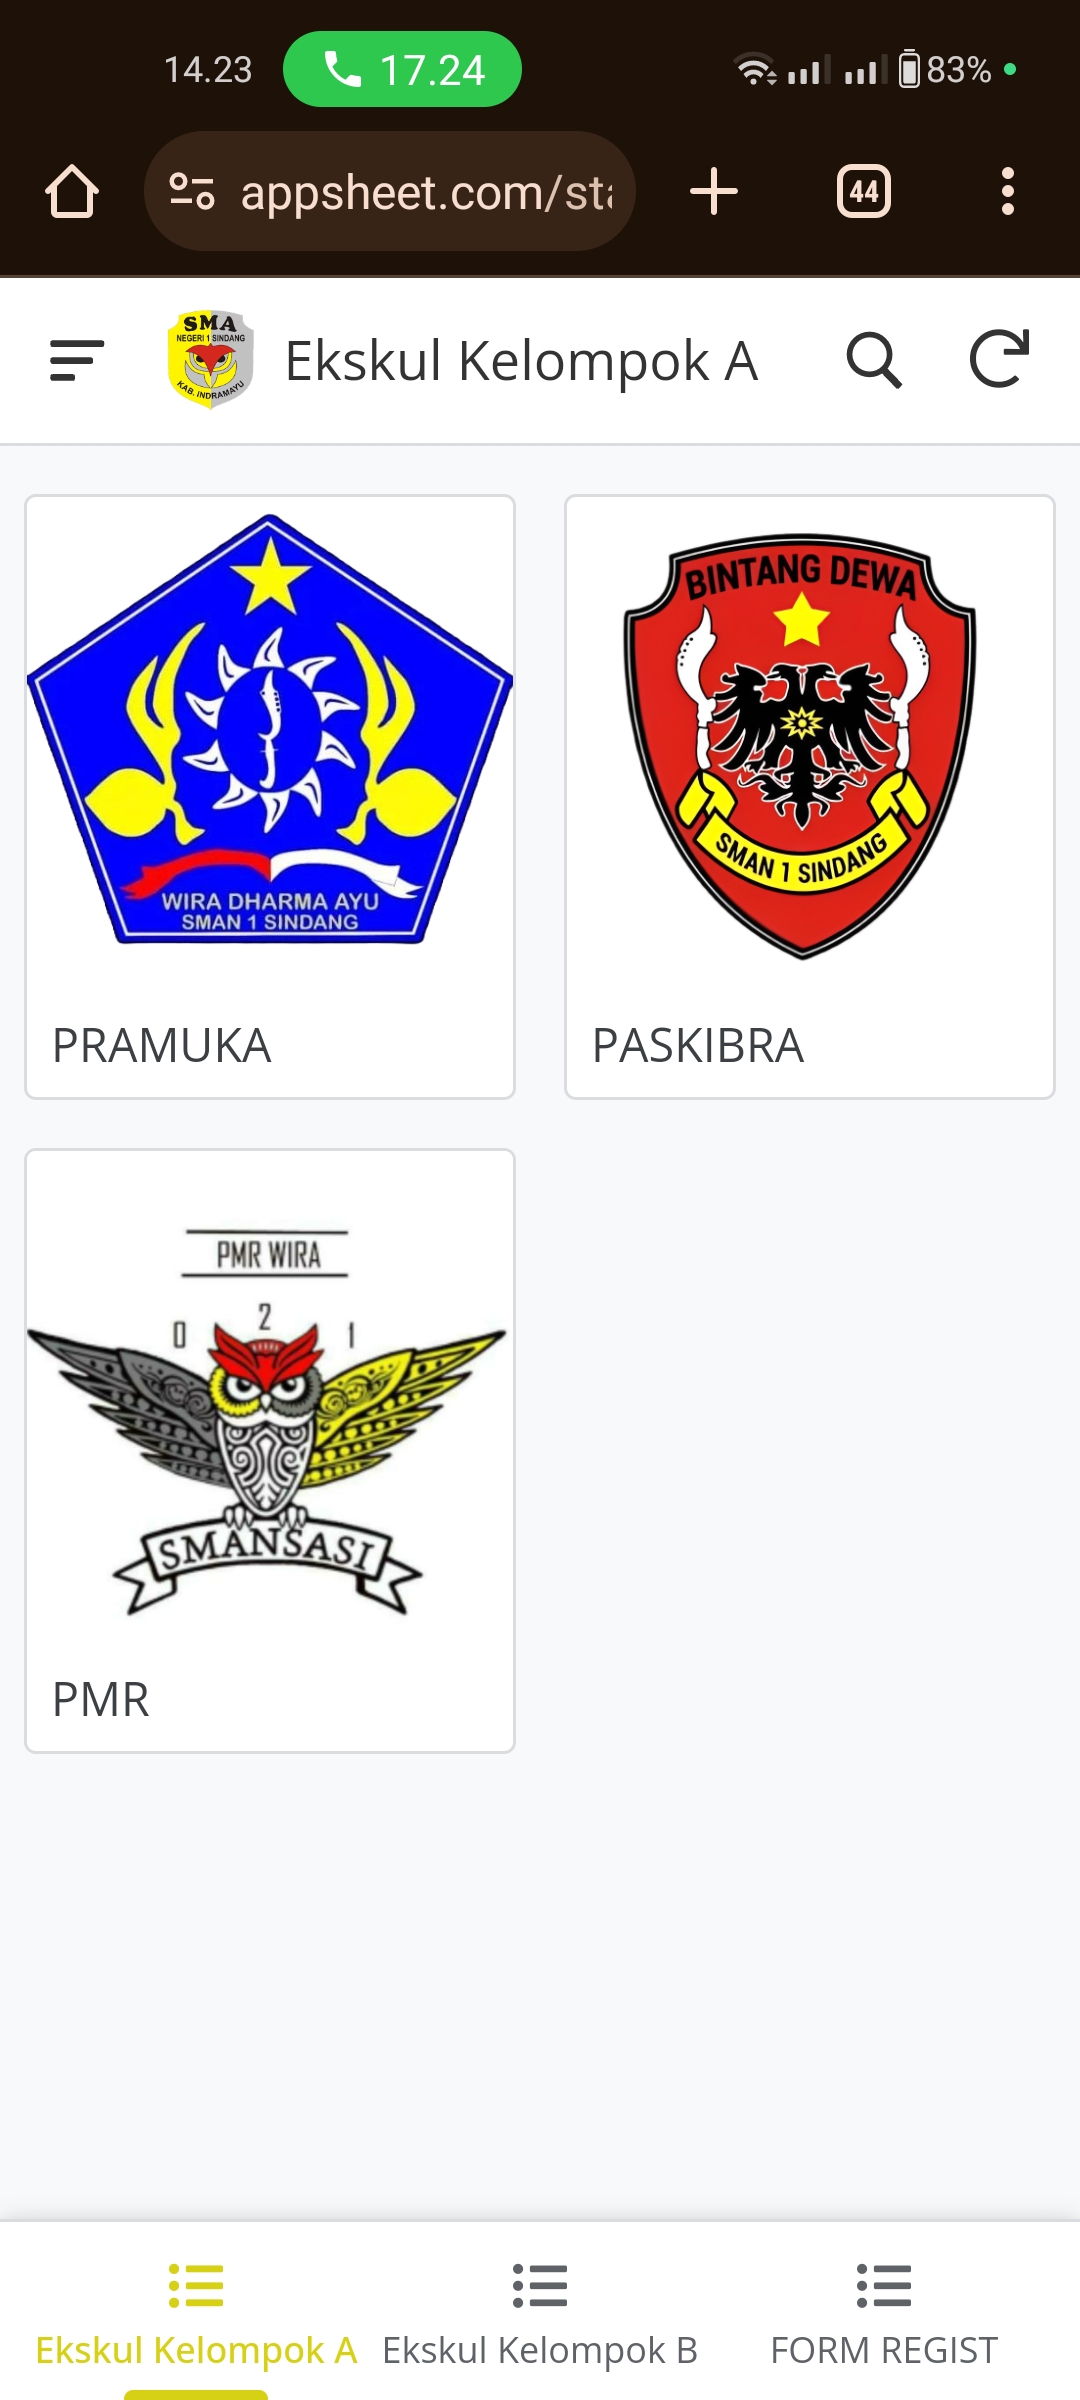 14.23
17.24
83%
appsheet.com/sta
44
SMA
NEGERI 1 SINDANG
KAB. INDRAMAYU
Ekskul Kelompok A
WIRA DHARMA AYU
SMAN 1 SINDANG
PRAMUKA
BINTANG DEWA
SMAN 1 SINDANG
PASKIBRA
PMR WIRA
0 2 1
SMANSASI
PMR
Ekskul Kelompok A
Ekskul Kelompok B
FORM REGIST